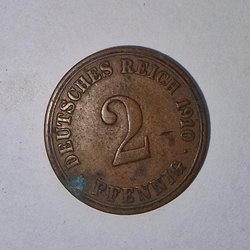 DEUTSCHES REICH 1910
2
PFENNIG